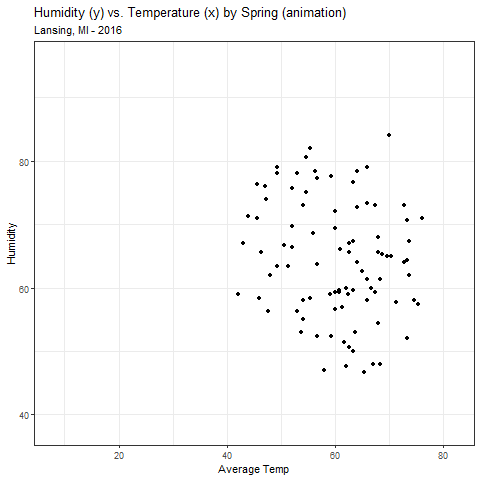 Humidity (y) vs. Temperature (x) by Spring (animation)
Lansing, MI - 2016
80
60
40
Humidity
20
40
60
80
Average Temp